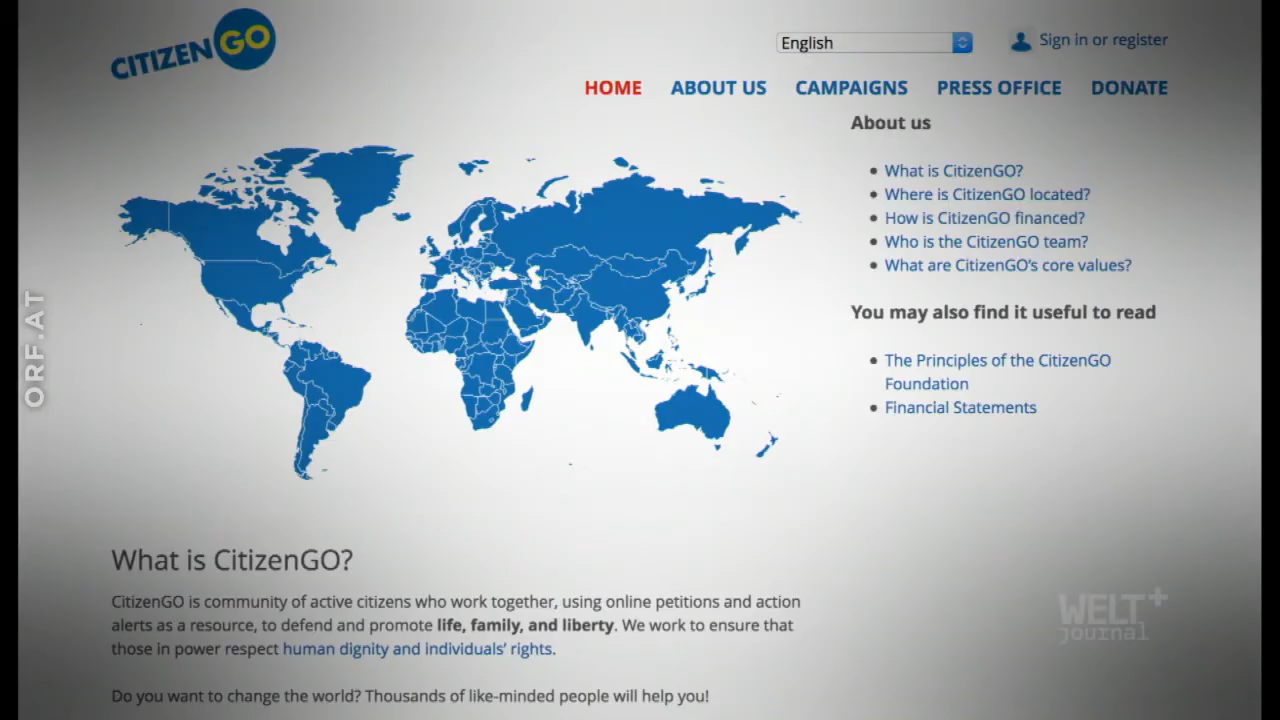 CITIZENGO
English
Sign in or register
HOME ABOUT US CAMPAIGNS PRESS OFFICE DONATE
About us
What is CitizenGO?
Where is CitizenGO located?
How is CitizenGO financed?
Who is the CitizenGO team?
What are CitizenGO's core values?
You may also find it useful to read
The Principles of the CitizenGO
Foundation
Financial Statements
ORF.AT
What is CitizenGO?
CitizenGO is community of active citizens who work together, using online petitions and action
alerts as a resource, to defend and promote life, family, and liberty. We work to ensure that
those in power respect human dignity and individuals' rights.
Do you want to change the world? Thousands of like-minded people will help you!
WELT+
journal